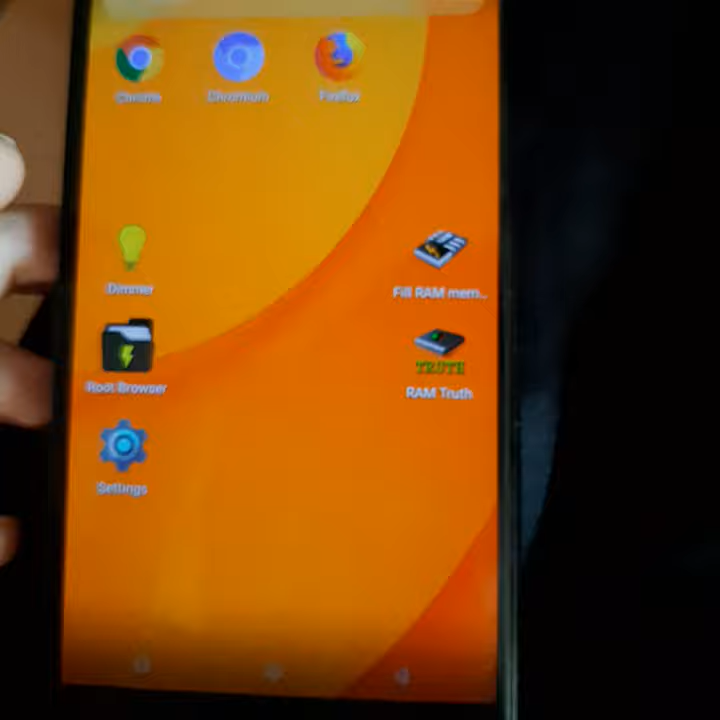 Chrome
Chromium
Firefox
Dimmer
Fill RAM mem..
Root Browser
TRUTH
RAM Truth
Settings